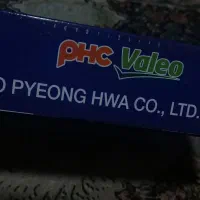 PHC Valeo
O PYEONG HWA CO., LTD.